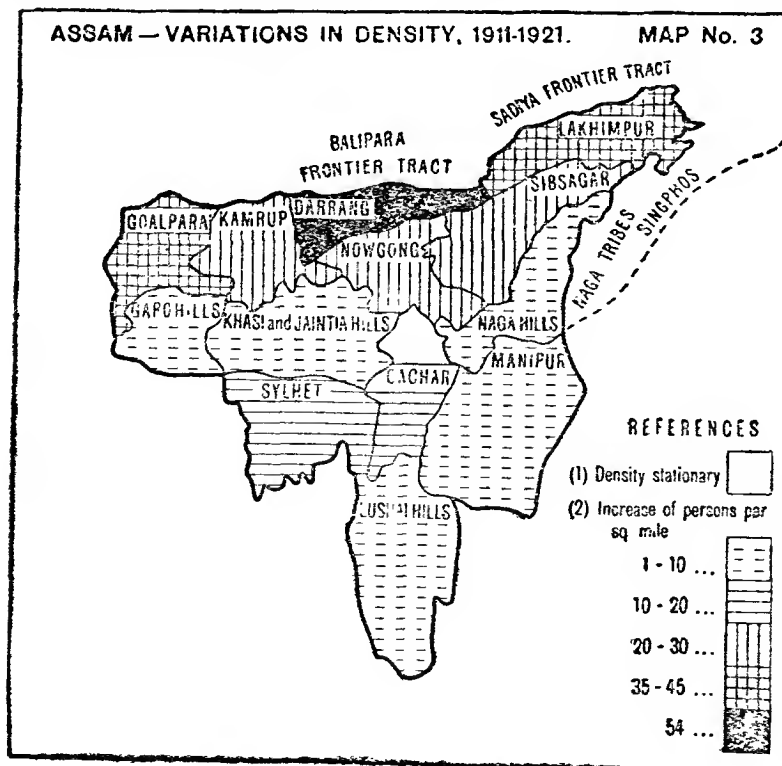 ASSAM — VARIATIONS IN DENSITY, 1911-1921. MAP No. 3
SADIYA FRONTIER TRACT
LAKHIMPUR
BALIPARA
FRONTIER TRACT
SIBSAGAR
DARRANG
GOALPARA
KAMRUP
NOWGONG
NAGA TRIBES
SINGPHOS
GARO HILLS
KHASI and JAINTIA HILLS
NAGA HILLS
MANIPUR
CACHAR
SYLHET
LUSHAI HILLS
REFERENCES
(1) Density stationary
(2) Increase of persons per
sq mile
1 - 10 ...
10 - 20 ...
20 - 30 ...
35 - 45 ...
54 ...